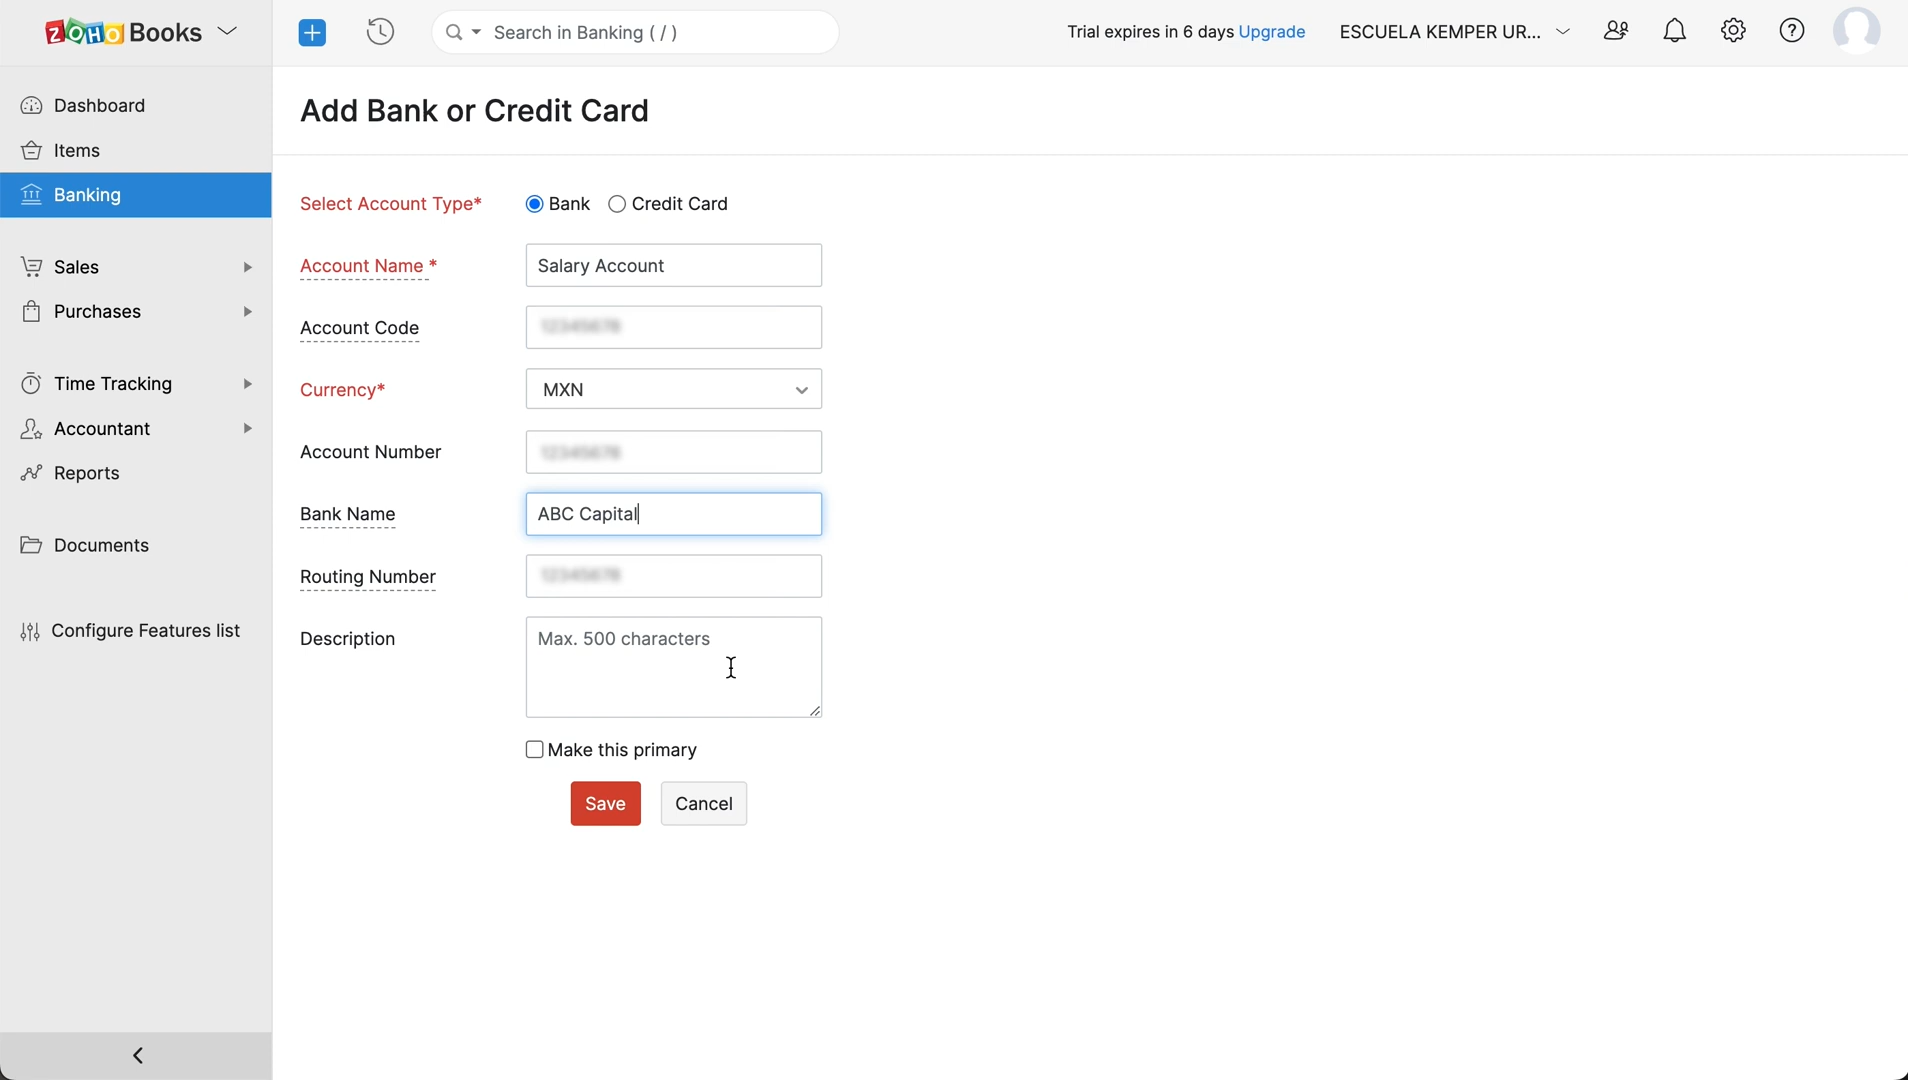 ZOHO Books
Search in Banking ( / )
Trial expires in 6 days Upgrade
ESCUELA KEMPER UR...
Dashboard
Items
Banking
Sales
Purchases
Time Tracking
Accountant
Reports
Documents
Configure Features list
Add Bank or Credit Card
Select Account Type* Bank Credit Card
Account Name * Salary Account
Account Code
Currency* MXN
Account Number
Bank Name ABC Capital
Routing Number
Description Max. 500 characters
Make this primary
Save Cancel